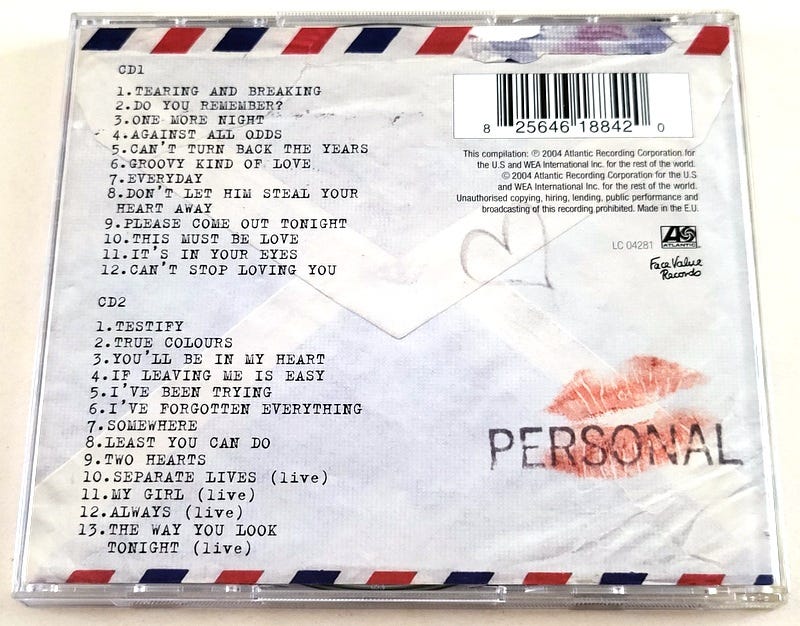 CD1
1.TEARING AND BREAKING
2.DO YOU REMEMBER?
3.ONE MORE NIGHT
4.AGAINST ALL ODDS
5.CAN'T TURN BACK THE YEARS
6.GROOVY KIND OF LOVE
7.EVERYDAY
8.DON'T LET HIM STEAL YOUR
HEART AWAY
9.PLEASE COME OUT TONIGHT
10.THIS MUST BE LOVE
11.IT'S IN YOUR EYES
12.CAN'T STOP LOVING YOU
CD2
1.TESTIFY
2.TRUE COLOURS
3.YOU'LL BE IN MY HEART
4.IF LEAVING ME IS EASY
5.I'VE BEEN TRYING
6.I'VE FORGOTTEN EVERYTHING
7.SOMEWHERE
8.LEAST YOU CAN DO
9.TWO HEARTS
10.SEPARATE LIVES (live)
11.MY GIRL (live)
12.ALWAYS (live)
13.THE WAY YOU LOOK
TONIGHT (live)
8 25646 18842 0
This compilation: ℗ 2004 Atlantic Recording Corporation for
the U.S and WEA International Inc. for the rest of the world.
© 2004 Atlantic Recording Corporation for the U.S
and WEA International Inc. for the rest of the world.
Unauthorised copying, hiring, lending, public performance and
broadcasting of this recording prohibited. Made in the E.U.
LC 04281
ATLANTIC
Face Value
Records
PERSONAL